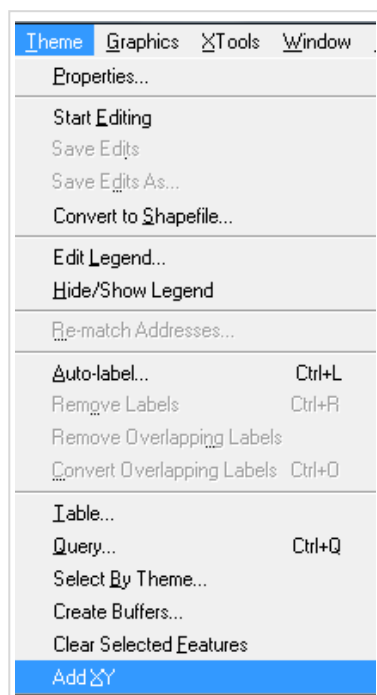 Theme Graphics XTools Window
Properties...
Start Editing
Save Edits
Save Edits As...
Convert to Shapefile...
Edit Legend...
Hide/Show Legend
Re-match Addresses...
Auto-label... Ctrl+L
Remove Labels Ctrl+R
Remove Overlapping Labels
Convert Overlapping Labels Ctrl+O
Table...
Query... Ctrl+Q
Select By Theme...
Create Buffers...
Clear Selected Features
Add XY